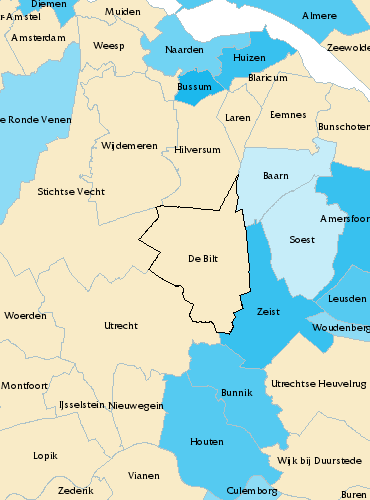 Diemen
Muiden
Almere
r-Amstel
Amsterdam
Weesp
Naarden
Huizen
Zeewolde
Blaricum
Bussum
e Ronde Venen
Laren
Eemnes
Bunschoten
Wijdemeren
Hilversum
Baarn
Stichtse Vecht
Amersfoor
Soest
De Bilt
Leusden
Zeist
Woerden
Utrecht
Woudenberg
Montfoort
Utrechtse Heuvelrug
IJsselstein
Nieuwegein
Bunnik
Houten
Lopik
Wijk bij Duurstede
Vianen
Zederik
Culemborg
Buren